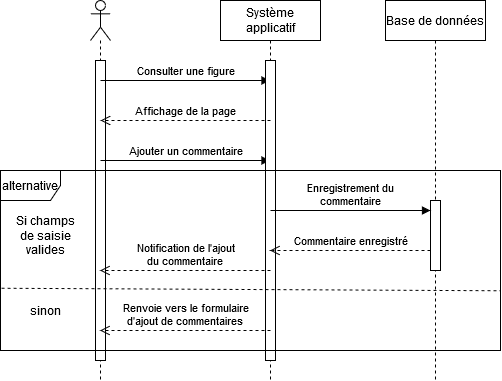 Système
applicatif
Base de données
Consulter une figure
Affichage de la page
Ajouter un commentaire
alternative
Si champs
de saisie
valides
Enregistrement du
commentaire
Commentaire enregistré
Notification de l'ajout
du commentaire
sinon
Renvoie vers le formulaire
d'ajout de commentaires